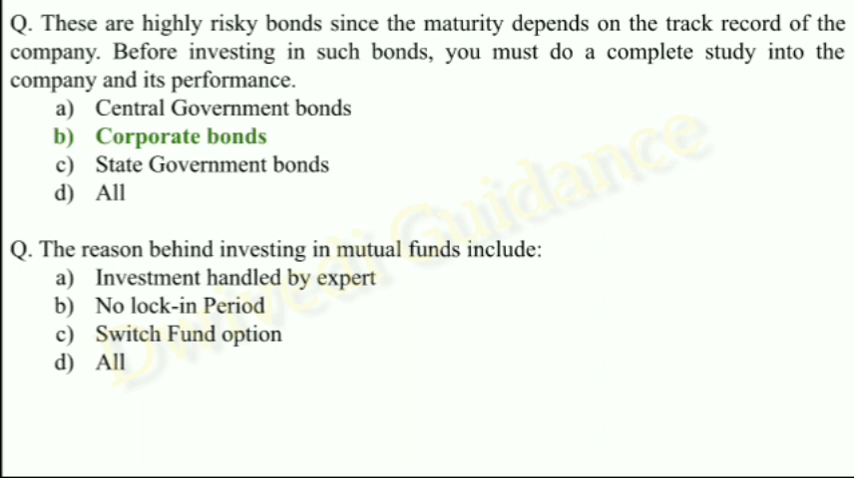 Q. These are highly risky bonds since the maturity depends on the track record of the
company. Before investing in such bonds, you must do a complete study into the
company and its performance.
a) Central Government bonds
b) Corporate bonds
c) State Government bonds
d) All
Q. The reason behind investing in mutual funds include:
a) Investment handled by expert
b) No lock-in Period
c) Switch Fund option
d) All
Dwivedi Guidance